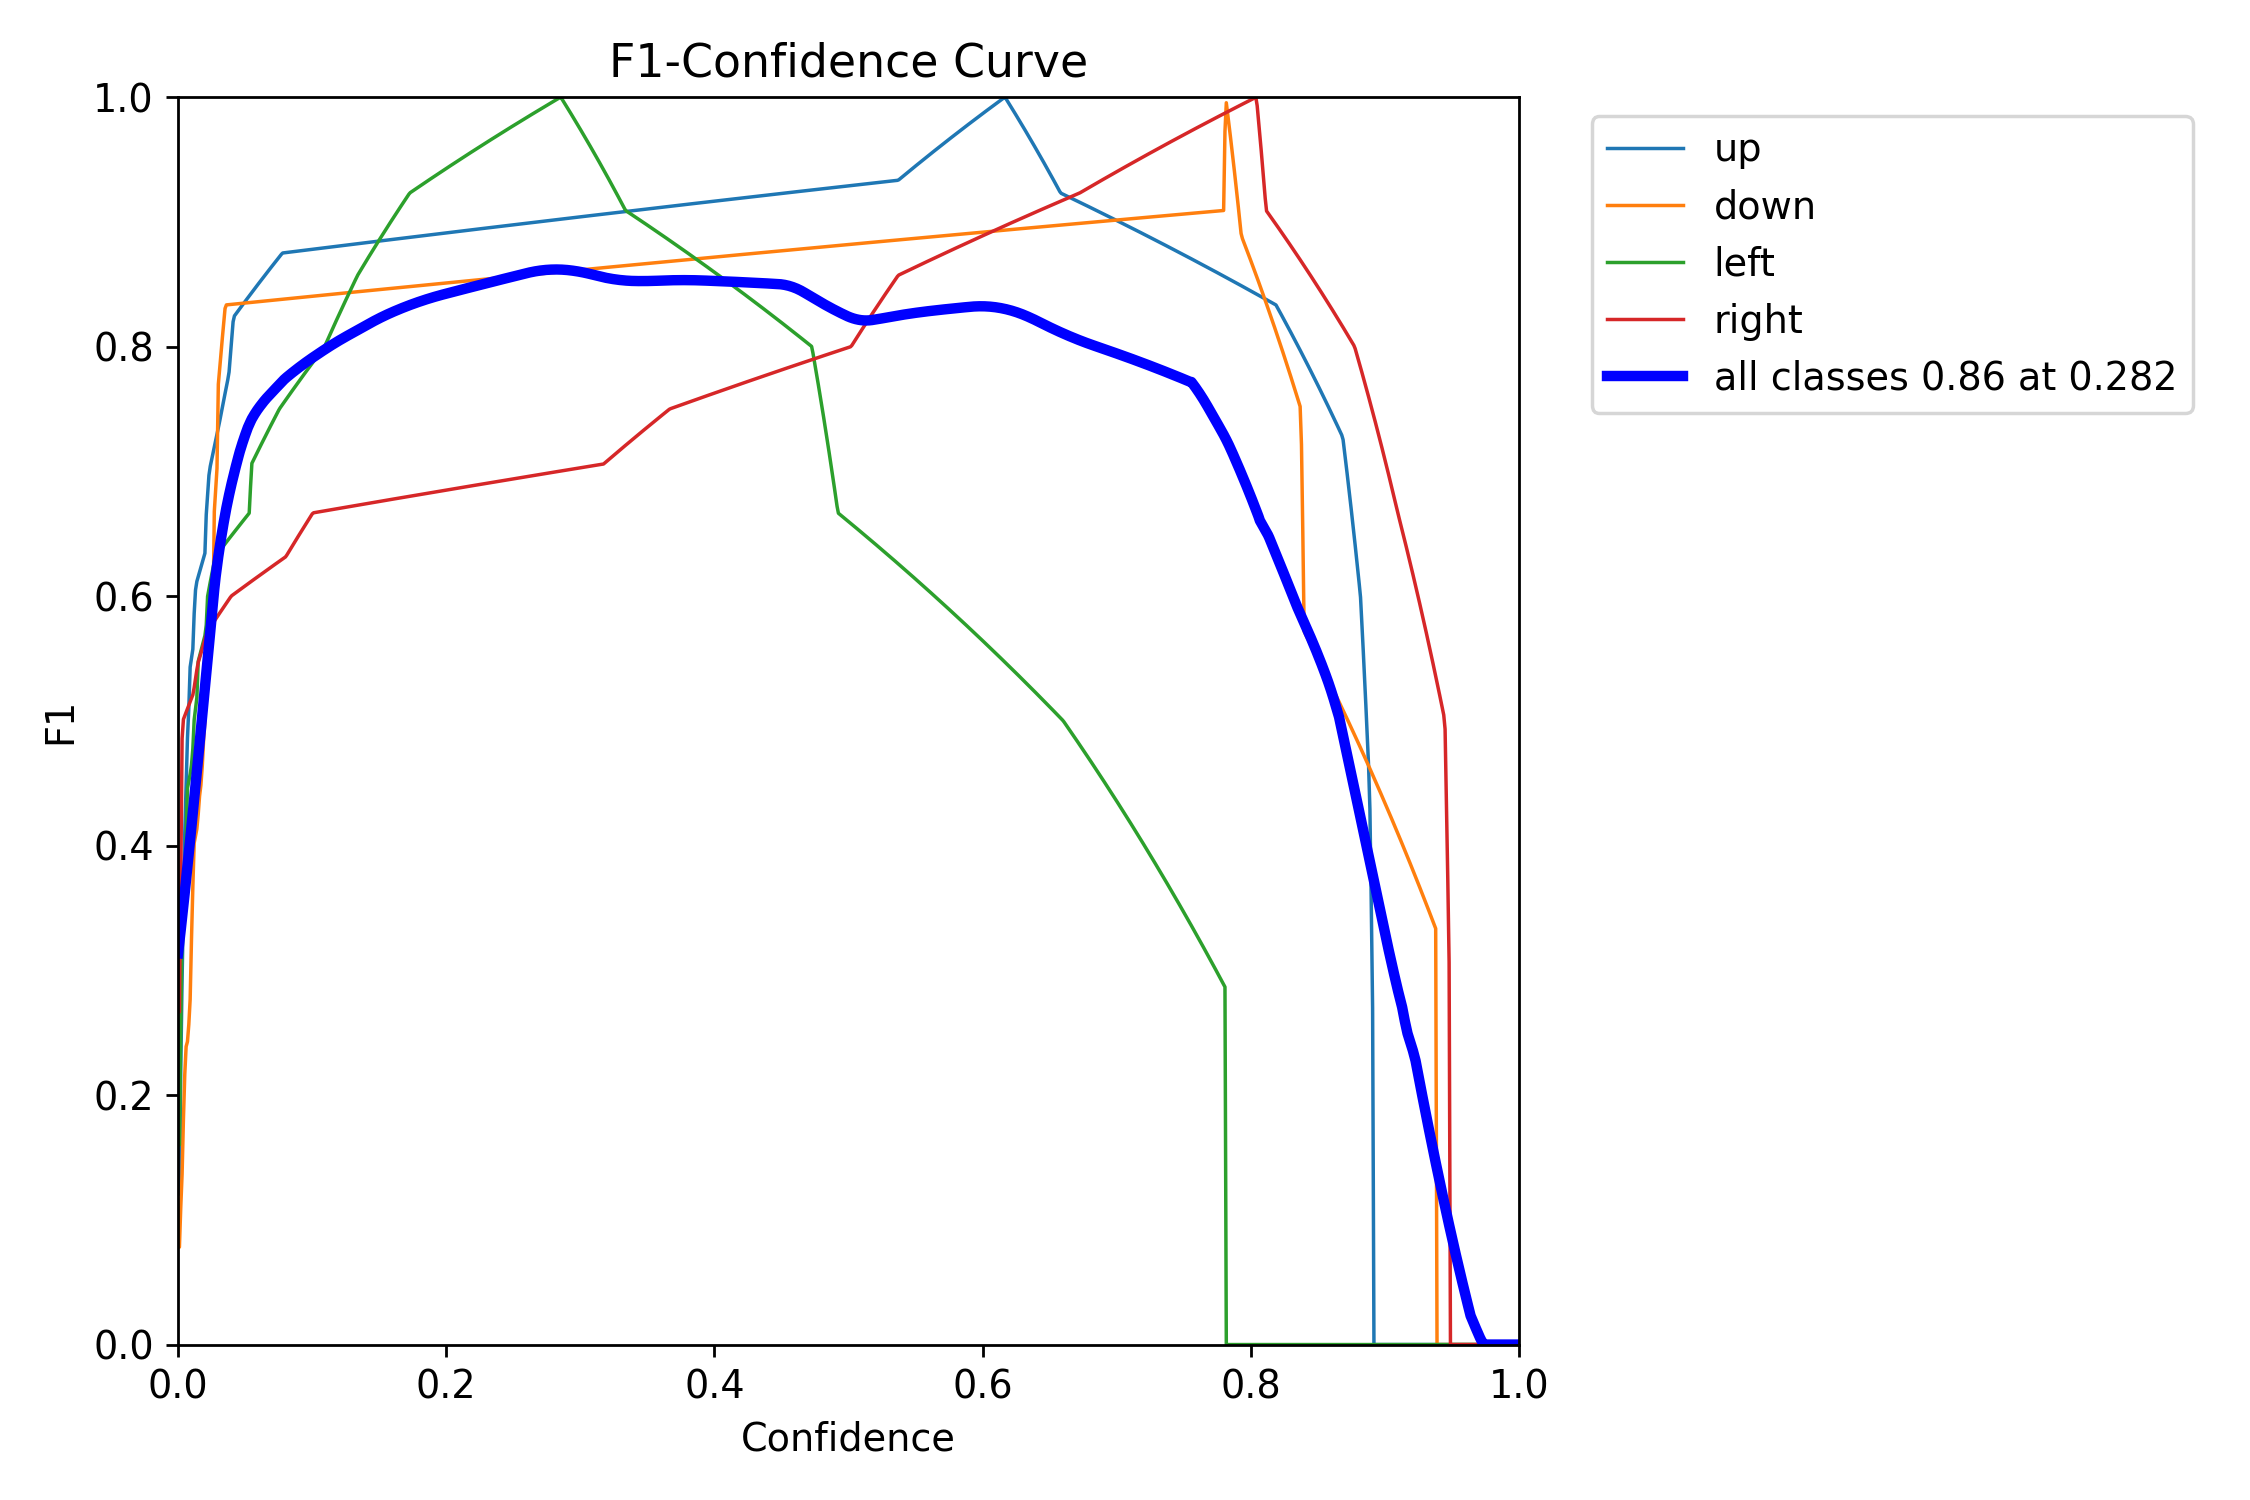 F1-Confidence Curve
1.0
0.8
0.6
0.4
0.2
0.0
F1
0.0 0.2 0.4 0.6 0.8 1.0
Confidence
up
down
left
right
all classes 0.86 at 0.282